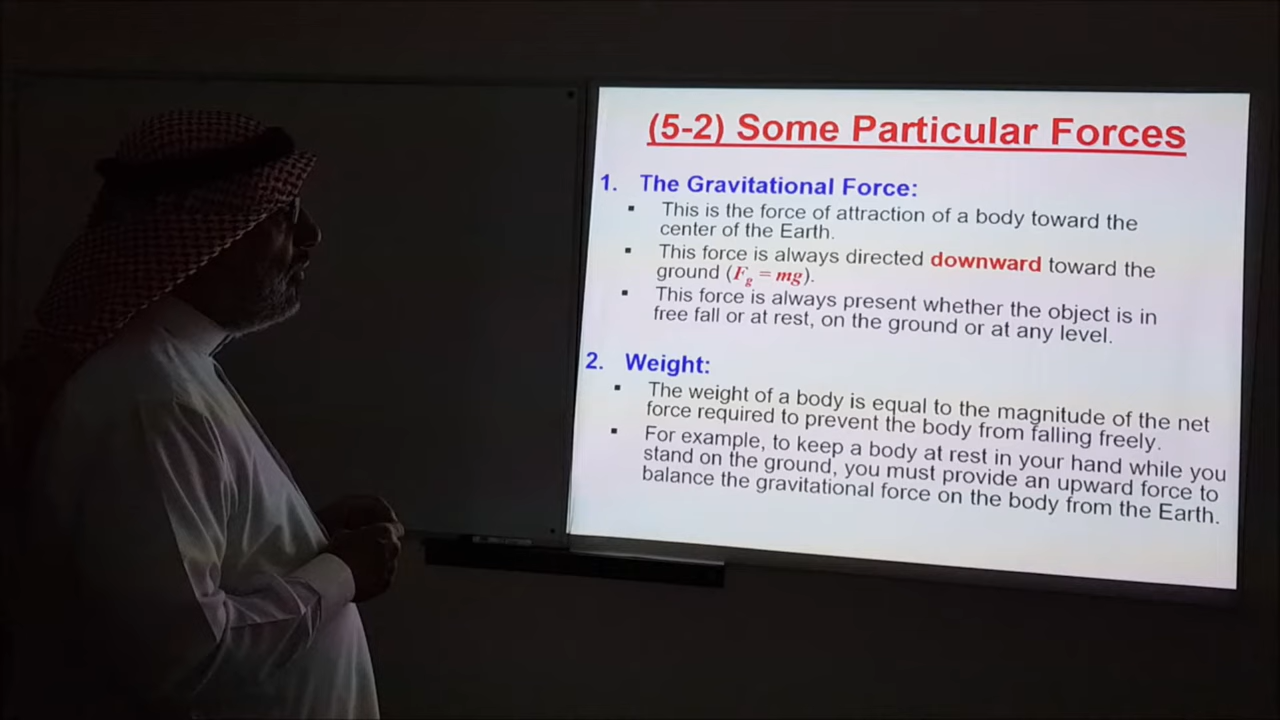 (5-2) Some Particular Forces
1. The Gravitational Force:
▪ This is the force of attraction of a body toward the
center of the Earth.
▪ This force is always directed downward toward the
ground (Fg = mg).
▪ This force is always present whether the object is in
free fall or at rest, on the ground or at any level.
2. Weight:
▪ The weight of a body is equal to the magnitude of the net
force required to prevent the body from falling freely.
▪ For example, to keep a body at rest in your hand while you
stand on the ground, you must provide an upward force to
balance the gravitational force on the body from the Earth.